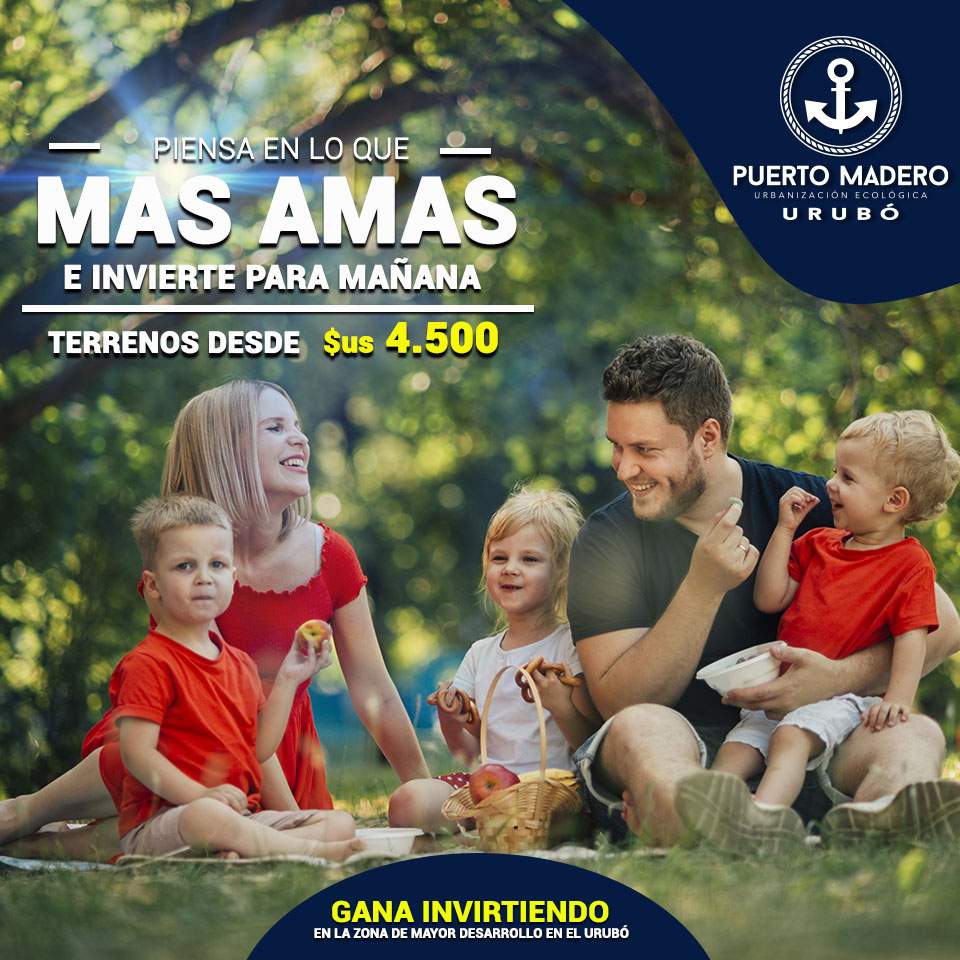 PIENSA EN LO QUE
MAS AMAS
E INVIERTE PARA MAÑANA
TERRENOS DESDE $us 4.500
PUERTO MADERO
URBANIZACIÓN ECOLÓGICA
URUBÓ
GANA INVIRTIENDO
EN LA ZONA DE MAYOR DESARROLLO EN EL URUBÓ